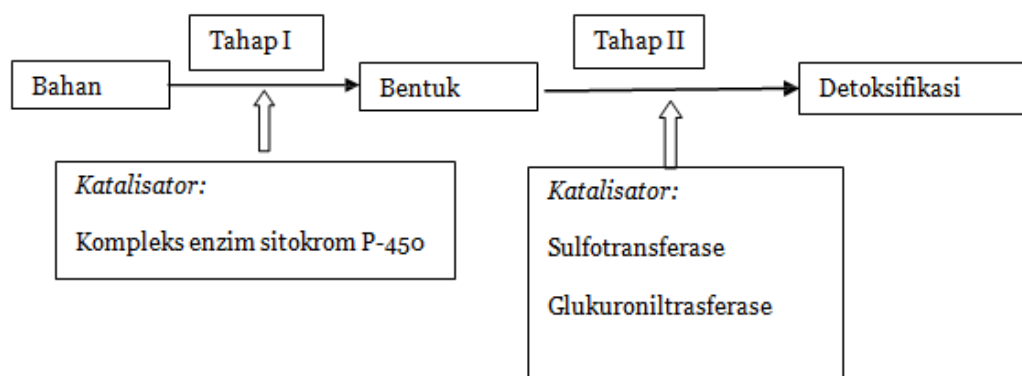 Tahap I
Tahap II
Bahan
Bentuk
Detoksifikasi
Katalisator:
Kompleks enzim sitokrom P-450
Katalisator:
Sulfotransferase
Glukuroniltrasferase